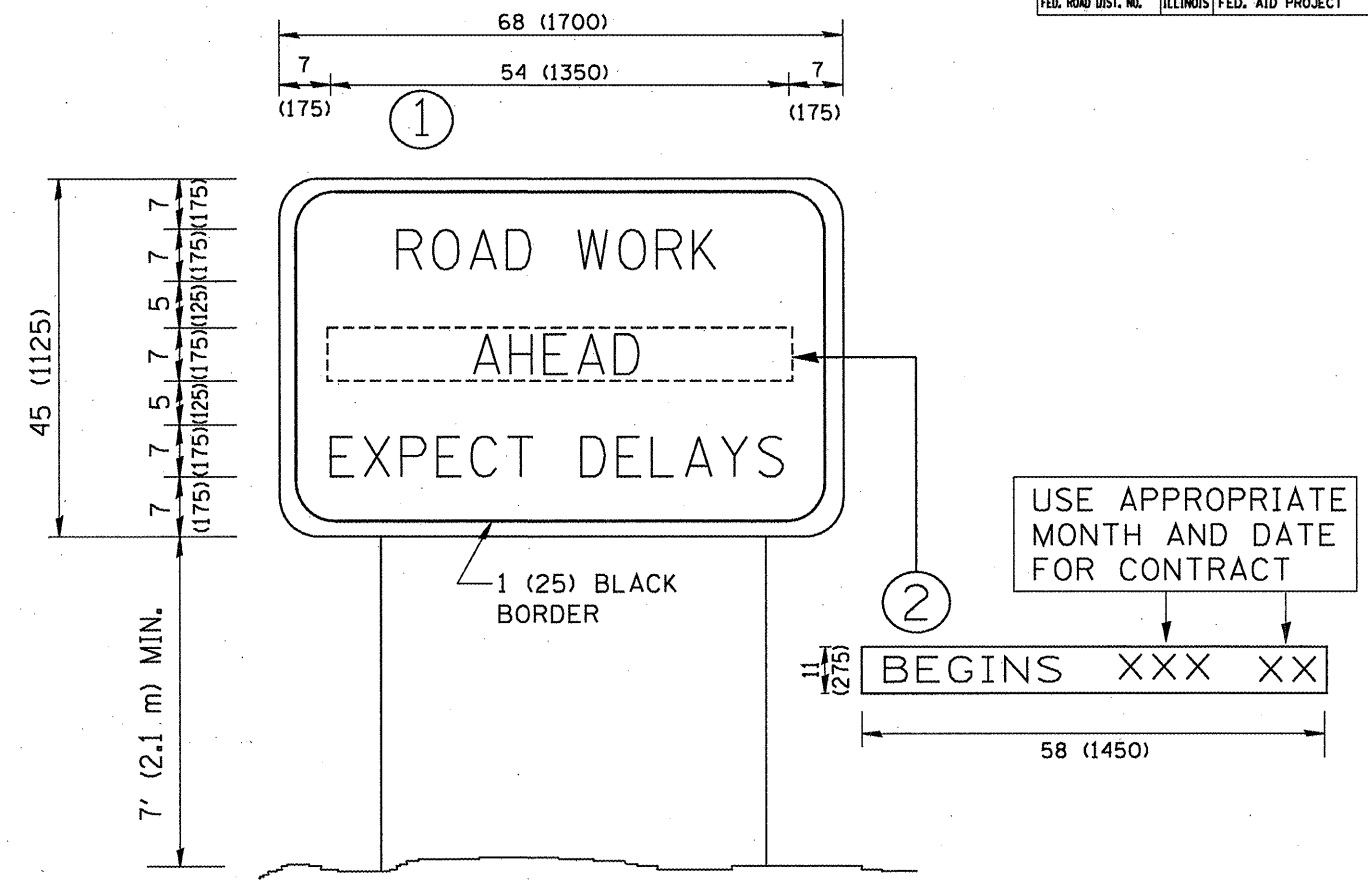 FED. ROAD DIST. NO. ILLINOIS FED. AID PROJECT
68 (1700)
7 54 (1350) 7
(175) (175)
1
45 (1125)
7 (175)
7 (175)
5 (125)
7 (175)
5 (125)
7 (175)
7 (175)
ROAD WORK
AHEAD
EXPECT DELAYS
1 (25) BLACK
BORDER
7' (2.1 m) MIN.
2
USE APPROPRIATE
MONTH AND DATE
FOR CONTRACT
11
(275)
BEGINS XXX XX
58 (1450)